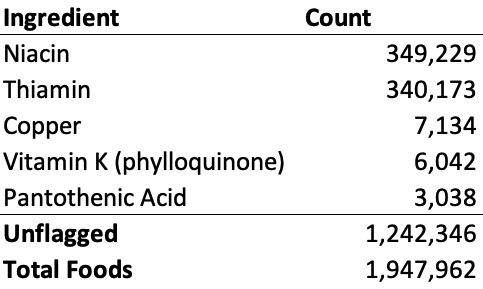 Ingredient Count
Niacin 349,229
Thiamin 340,173
Copper 7,134
Vitamin K (phylloquinone) 6,042
Pantothenic Acid 3,038
Unflagged 1,242,346
Total Foods 1,947,962